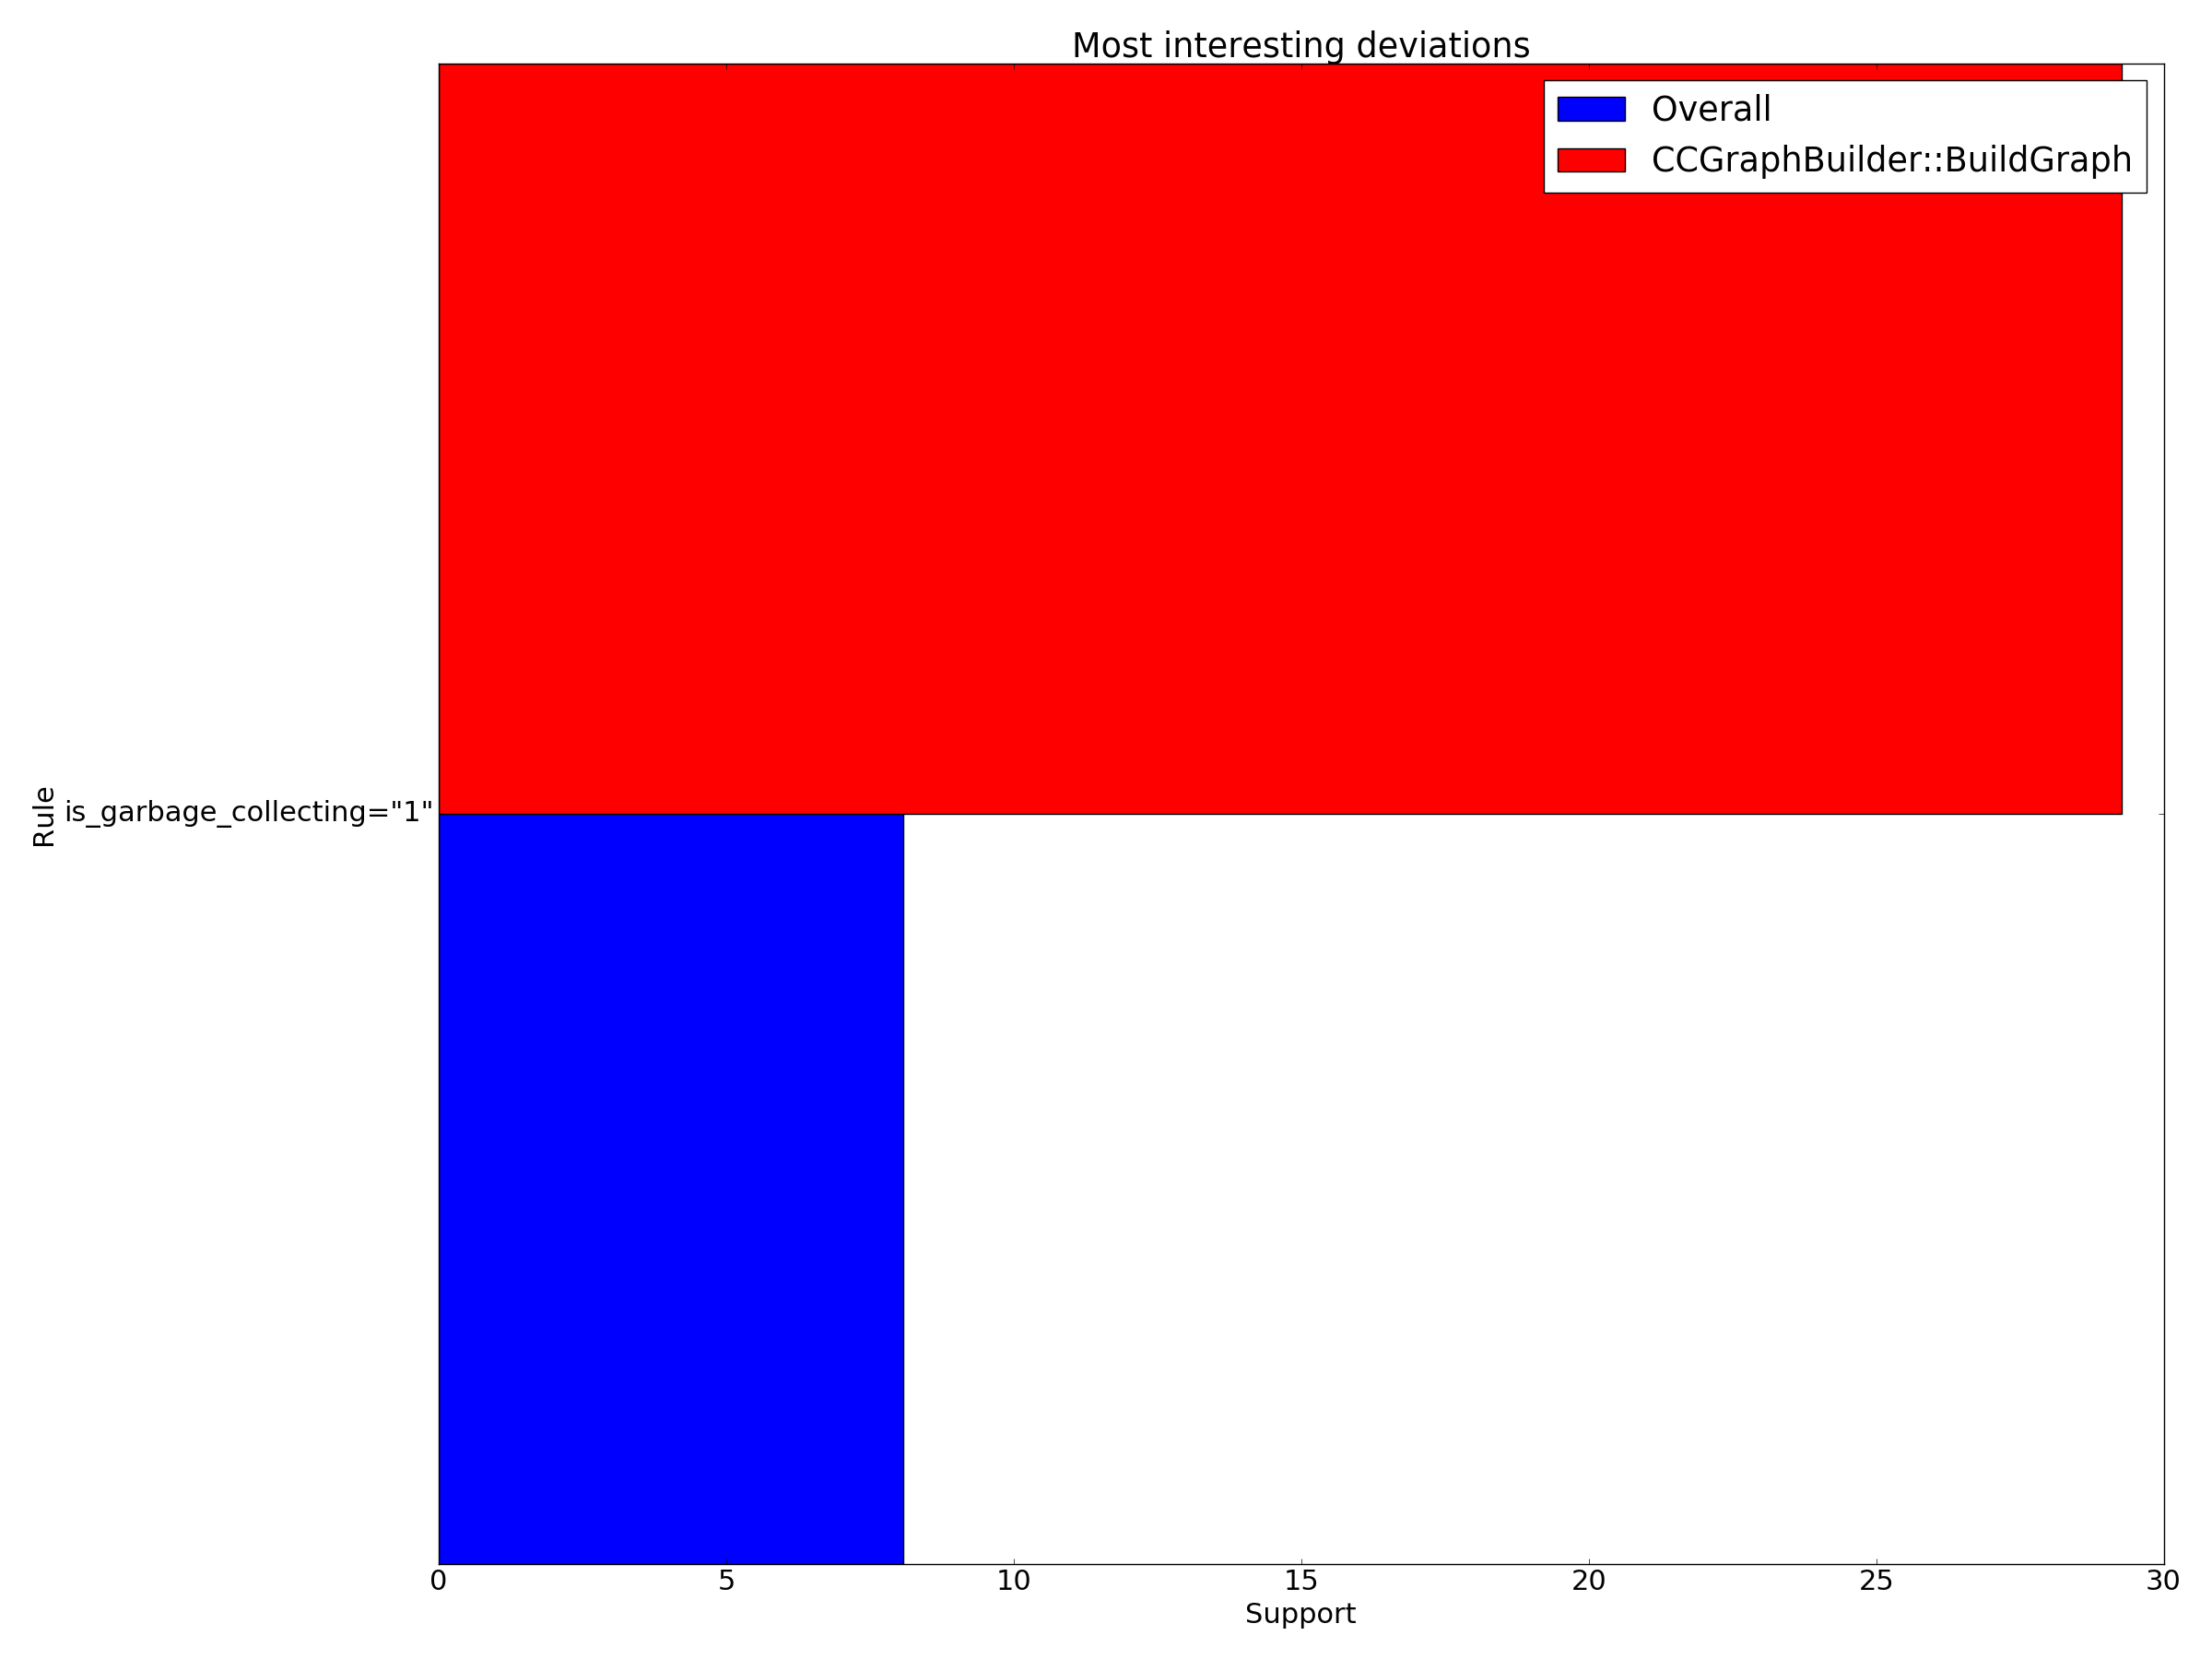 Most interesting deviations
Overall
CCGraphBuilder::BuildGraph
Rule
is_garbage_collecting="1"
0 5 10 15 20 25 30
Support